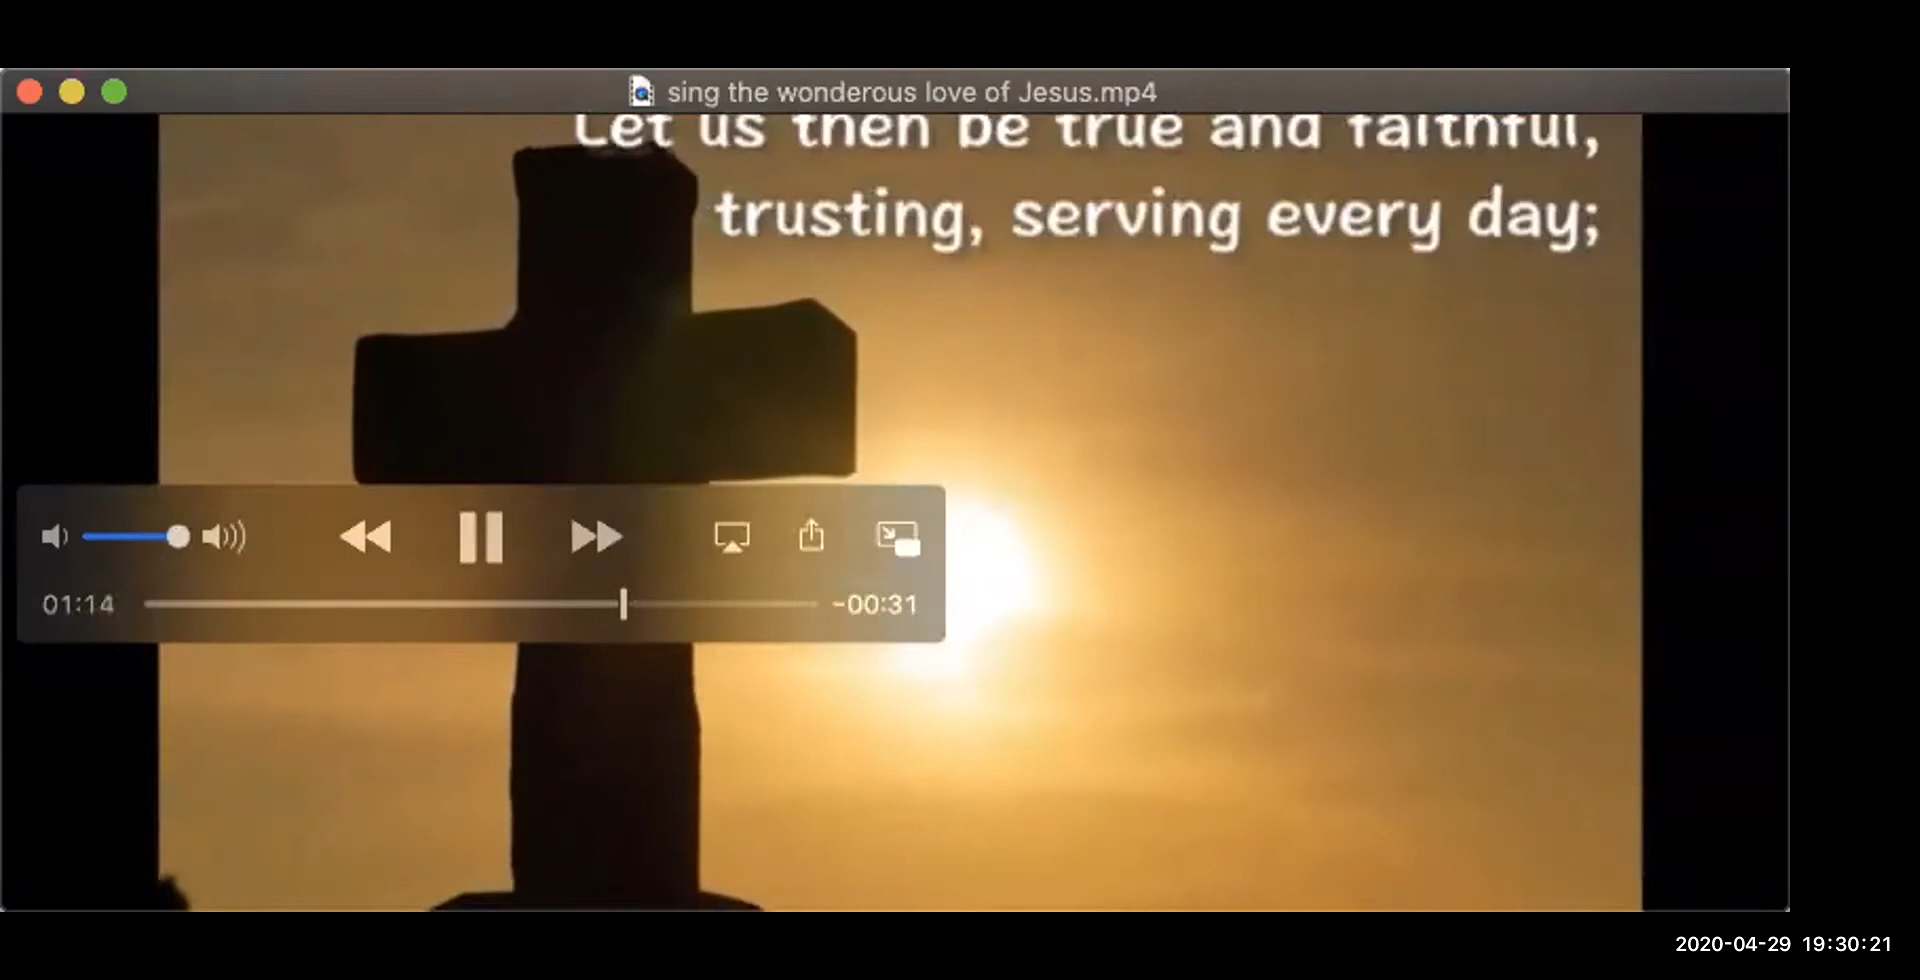 sing the wonderous love of Jesus.mp4
Let us then be true and faithful,
trusting, serving every day;
01:14
-00:31
2020-04-29 19:30:21